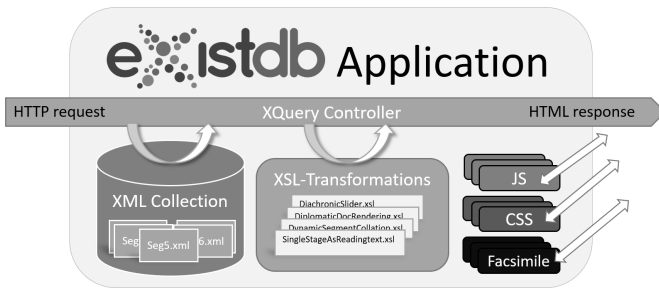 eXistdb Application
HTTP request XQuery Controller HTML response
XML Collection
Seg5.xml 6.xml
Seg
XSL-Transformations
DiachronicSlider.xsl
DiplomaticDocRendering.xsl
DynamicSegmentCollation.xsl
SingleStageAsReadingtext.xsl
JS
CSS
Facsimile